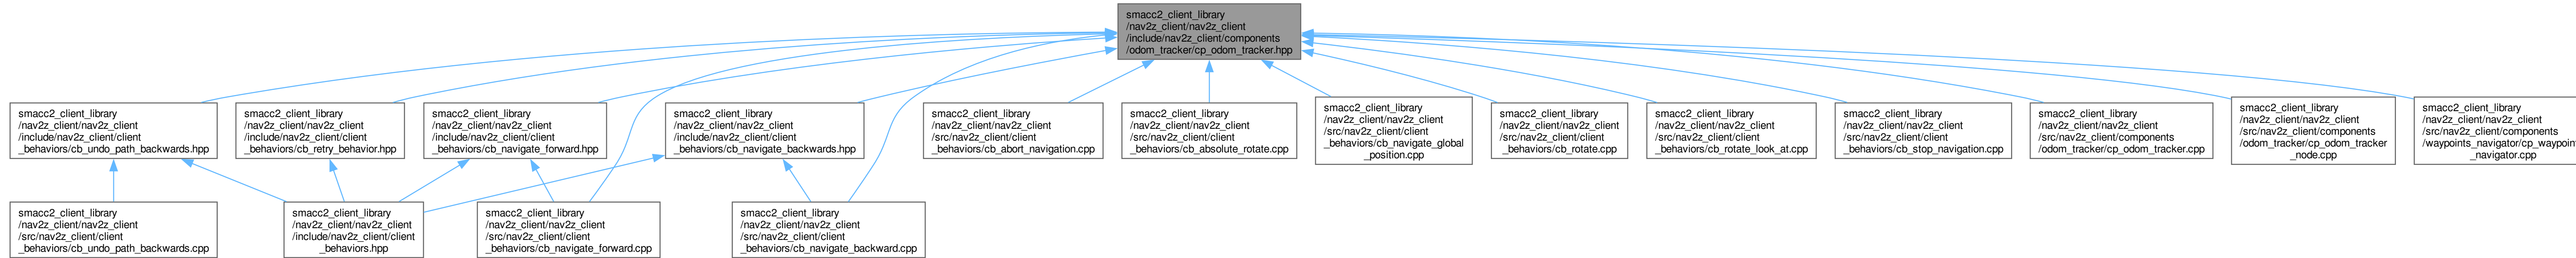 smacc2_client_library
/nav2z_client/nav2z_client
/include/nav2z_client/components
/odom_tracker/cp_odom_tracker.hpp
smacc2_client_library
/nav2z_client/nav2z_client
/include/nav2z_client/client
_behaviors/cb_undo_path_backwards.hpp
smacc2_client_library
/nav2z_client/nav2z_client
/include/nav2z_client/client
_behaviors/cb_retry_behavior.hpp
smacc2_client_library
/nav2z_client/nav2z_client
/include/nav2z_client/client
_behaviors/cb_navigate_forward.hpp
smacc2_client_library
/nav2z_client/nav2z_client
/include/nav2z_client/client
_behaviors/cb_navigate_backwards.hpp
smacc2_client_library
/nav2z_client/nav2z_client
/src/nav2z_client/client
_behaviors/cb_abort_navigation.cpp
smacc2_client_library
/nav2z_client/nav2z_client
/src/nav2z_client/client
_behaviors/cb_absolute_rotate.cpp
smacc2_client_library
/nav2z_client/nav2z_client
/src/nav2z_client/client
_behaviors/cb_navigate_global
_position.cpp
smacc2_client_library
/nav2z_client/nav2z_client
/src/nav2z_client/client
_behaviors/cb_rotate.cpp
smacc2_client_library
/nav2z_client/nav2z_client
/src/nav2z_client/client
_behaviors/cb_rotate_look_at.cpp
smacc2_client_library
/nav2z_client/nav2z_client
/src/nav2z_client/client
_behaviors/cb_stop_navigation.cpp
smacc2_client_library
/nav2z_client/nav2z_client
/src/nav2z_client/components
/odom_tracker/cp_odom_tracker.cpp
smacc2_client_library
/nav2z_client/nav2z_client
/src/nav2z_client/components
/odom_tracker/cp_odom_tracker
_node.cpp
smacc2_client_library
/nav2z_client/nav2z_client
/src/nav2z_client/components
/waypoints_navigator/cp_waypoin
_navigator.cpp
smacc2_client_library
/nav2z_client/nav2z_client
/src/nav2z_client/client
_behaviors/cb_undo_path_backwards.cpp
smacc2_client_library
/nav2z_client/nav2z_client
/include/nav2z_client/client
_behaviors.hpp
smacc2_client_library
/nav2z_client/nav2z_client
/src/nav2z_client/client
_behaviors/cb_navigate_forward.cpp
smacc2_client_library
/nav2z_client/nav2z_client
/src/nav2z_client/client
_behaviors/cb_navigate_backward.cpp